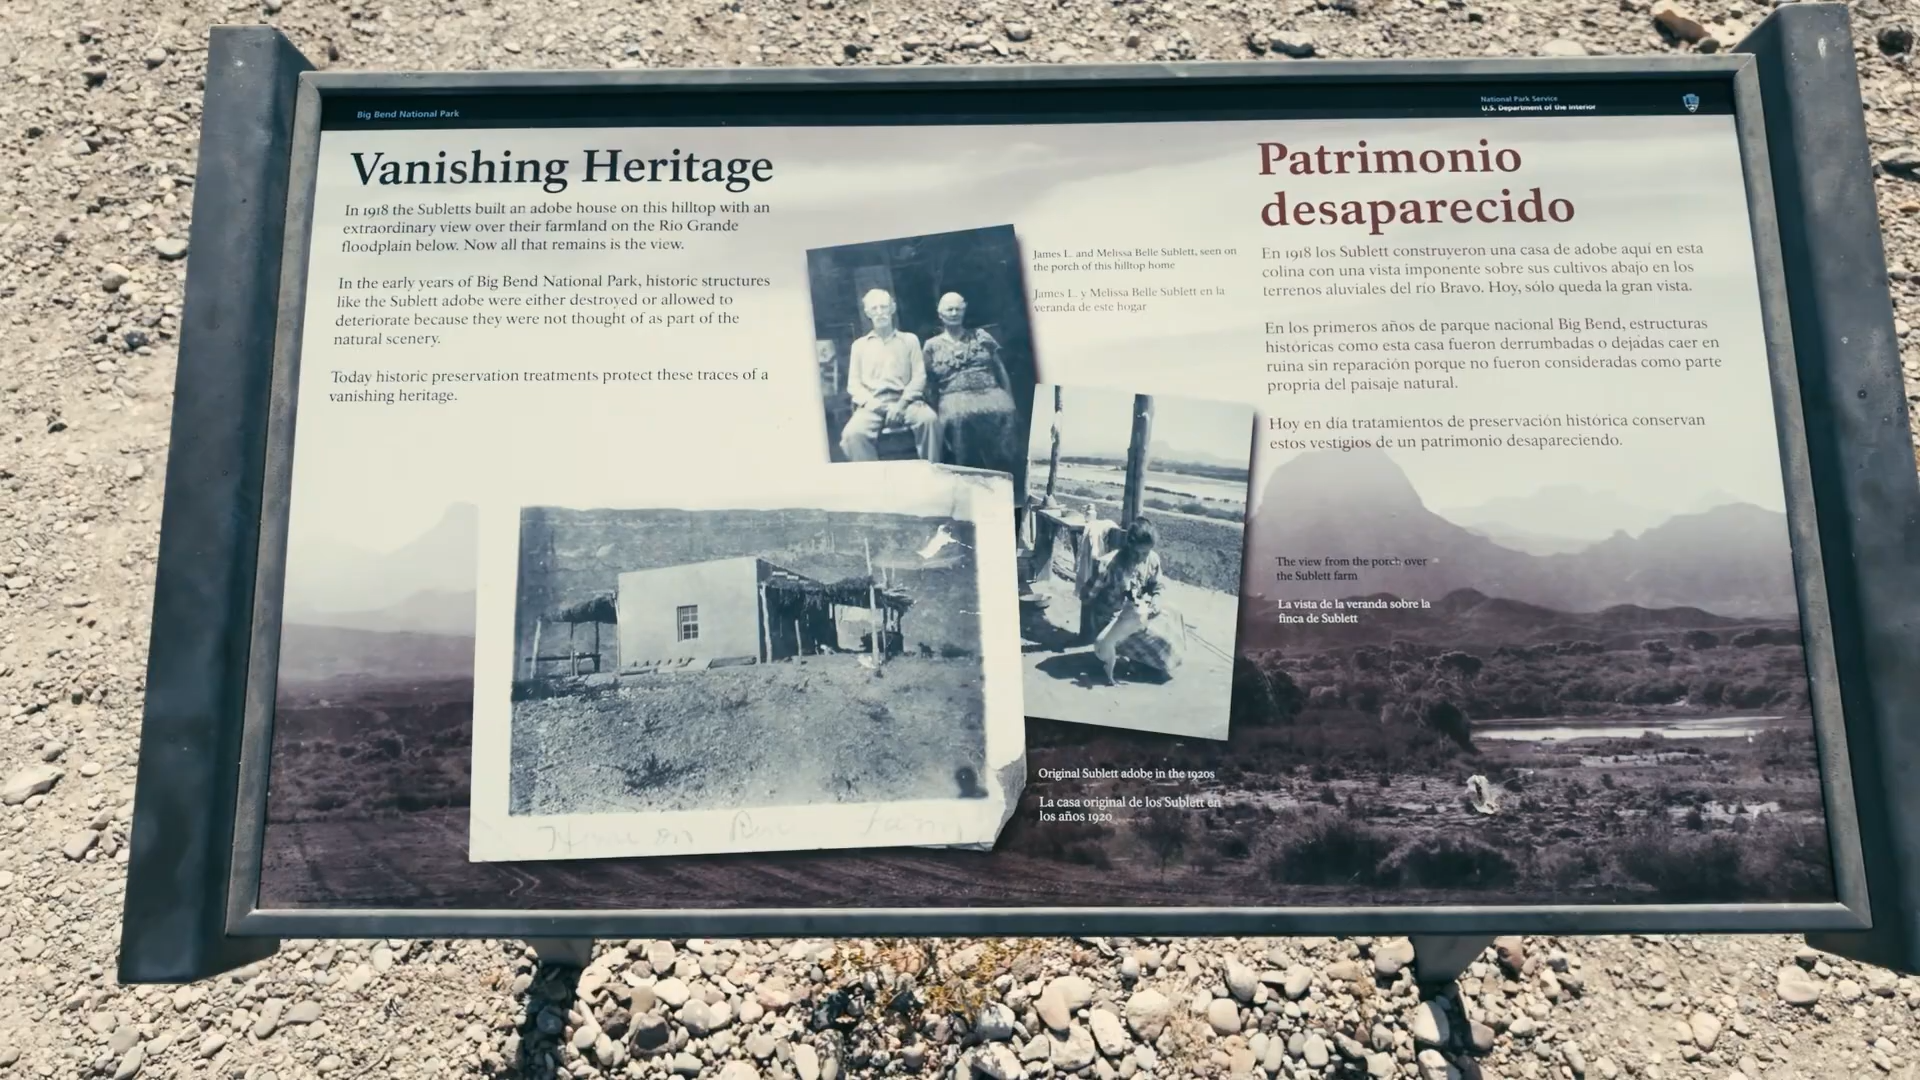 Big Bend National Park
National Park Service
U.S. Department of the Interior
Vanishing Heritage
In 1918 the Subletts built an adobe house on this hilltop with an
extraordinary view over their farmland on the Rio Grande
floodplain below. Now all that remains is the view.
In the early years of Big Bend National Park, historic structures
like the Sublett adobe were either destroyed or allowed to
deteriorate because they were not thought of as part of the
natural scenery.
Today historic preservation treatments protect these traces of a
vanishing heritage.
James L. and Melissa Belle Sublett, seen on
the porch of this hilltop home
James L. y Melissa Belle Sublett en la
veranda de este hogar
Patrimonio
desaparecido
En 1918 los Sublett construyeron una casa de adobe aquí en esta
colina con una vista imponente sobre sus cultivos abajo en los
terrenos aluviales del río Bravo. Hoy, sólo queda la gran vista.
En los primeros años de parque nacional Big Bend, estructuras
históricas como esta casa fueron derrumbadas o dejadas caer en
ruina sin reparación porque no fueron consideradas como parte
propria del paisaje natural.
Hoy en día tratamientos de preservación histórica conservan
estos vestigios de un patrimonio desapareciendo.
The view from the porch over
the Sublett farm
La vista de la veranda sobre la
finca de Sublett
Original Sublett adobe in the 1920s
La casa original de los Sublett en
los años 1920
on farm